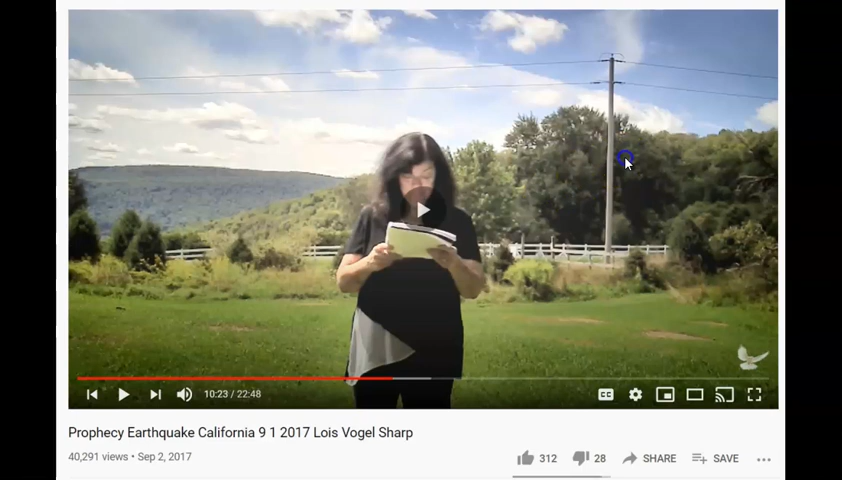 CC
10:23 / 22:48
Prophecy Earthquake California 9 1 2017 Lois Vogel Sharp
40,291 views • Sep 2, 2017
312 28 SHARE SAVE